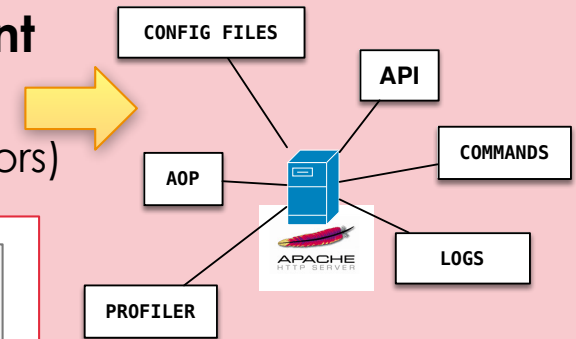 nt
ors)
CONFIG FILES
API
COMMANDS
AOP
LOGS
PROFILER
APACHE
HTTP SERVER